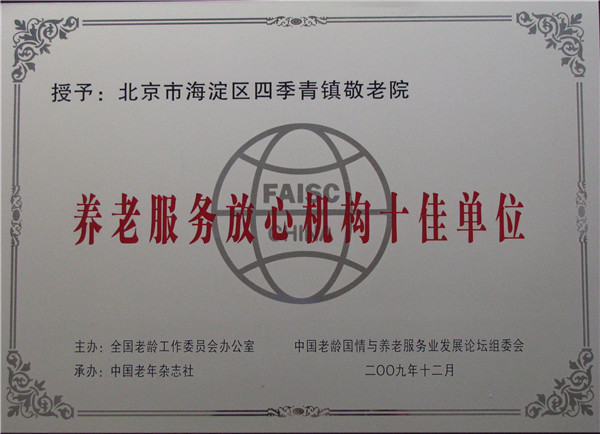 授予：北京市海淀区四季青镇敬老院
FAISC
养老服务放心机构十佳单位
CHINA
主办：全国老龄工作委员会办公室
承办：中国老年杂志社
中国老龄国情与养老服务业发展论坛组委会
二〇〇九年十二月